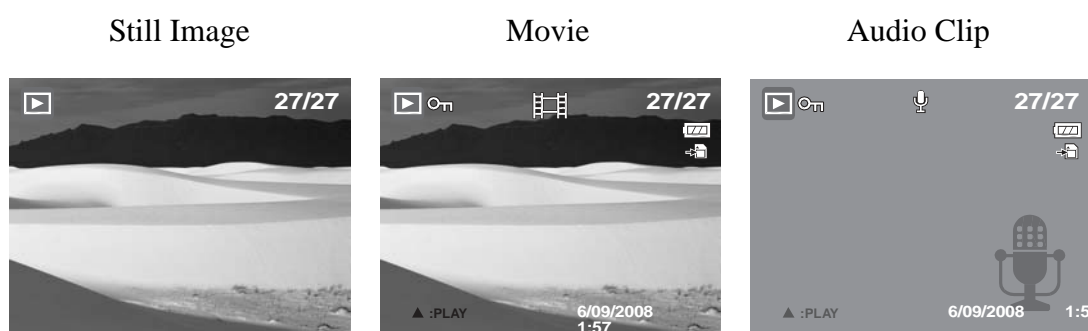 Still Image
Movie
Audio Clip
27/27
27/27
27/27
▲ :PLAY
6/09/2008
1:57
▲ :PLAY
6/09/2008